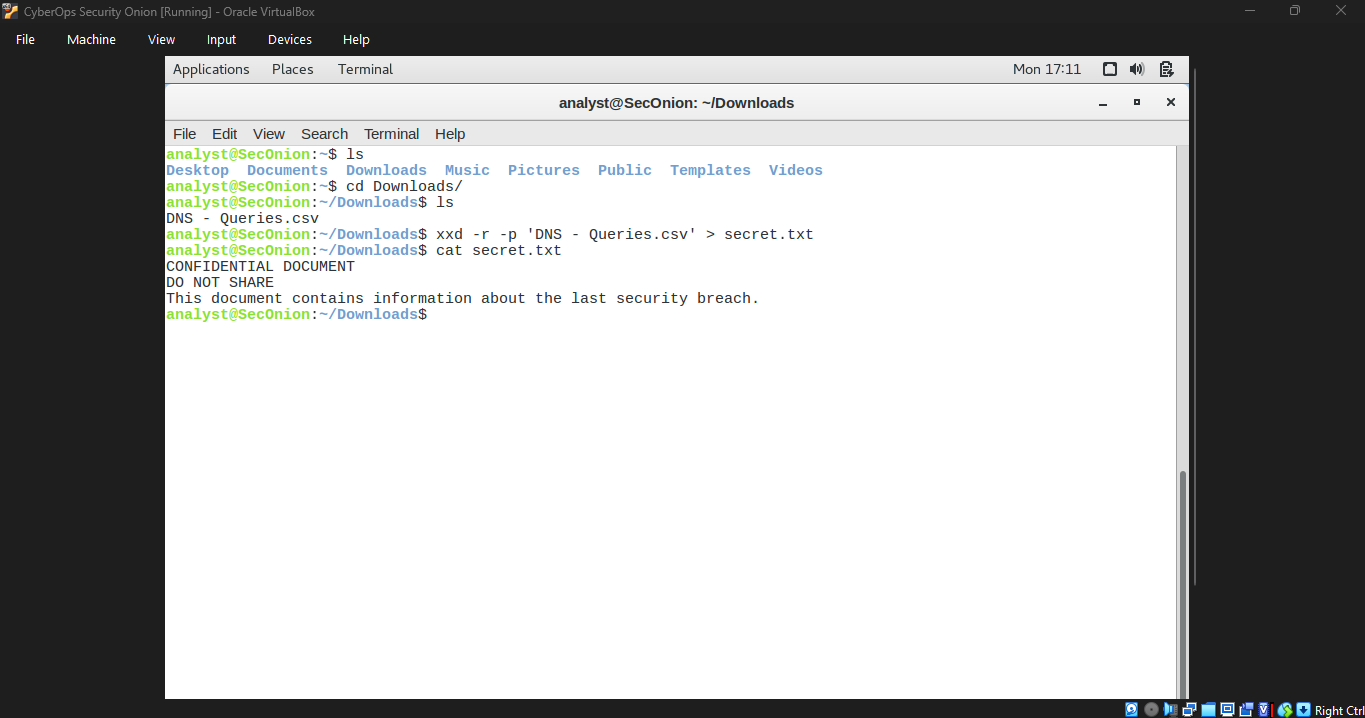 CyberOps Security Onion [Running] - Oracle VirtualBox
File Machine View Input Devices Help
Applications Places Terminal Mon 17:11
analyst@SecOnion: ~/Downloads
File Edit View Search Terminal Help
analyst@SecOnion:~$ ls
Desktop Documents Downloads Music Pictures Public Templates Videos
analyst@SecOnion:~$ cd Downloads/
analyst@SecOnion:~/Downloads$ ls
DNS - Queries.csv
analyst@SecOnion:~/Downloads$ xxd -r -p 'DNS - Queries.csv' > secret.txt
analyst@SecOnion:~/Downloads$ cat secret.txt
CONFIDENTIAL DOCUMENT
DO NOT SHARE
This document contains information about the last security breach.
analyst@SecOnion:~/Downloads$
Right Ctrl